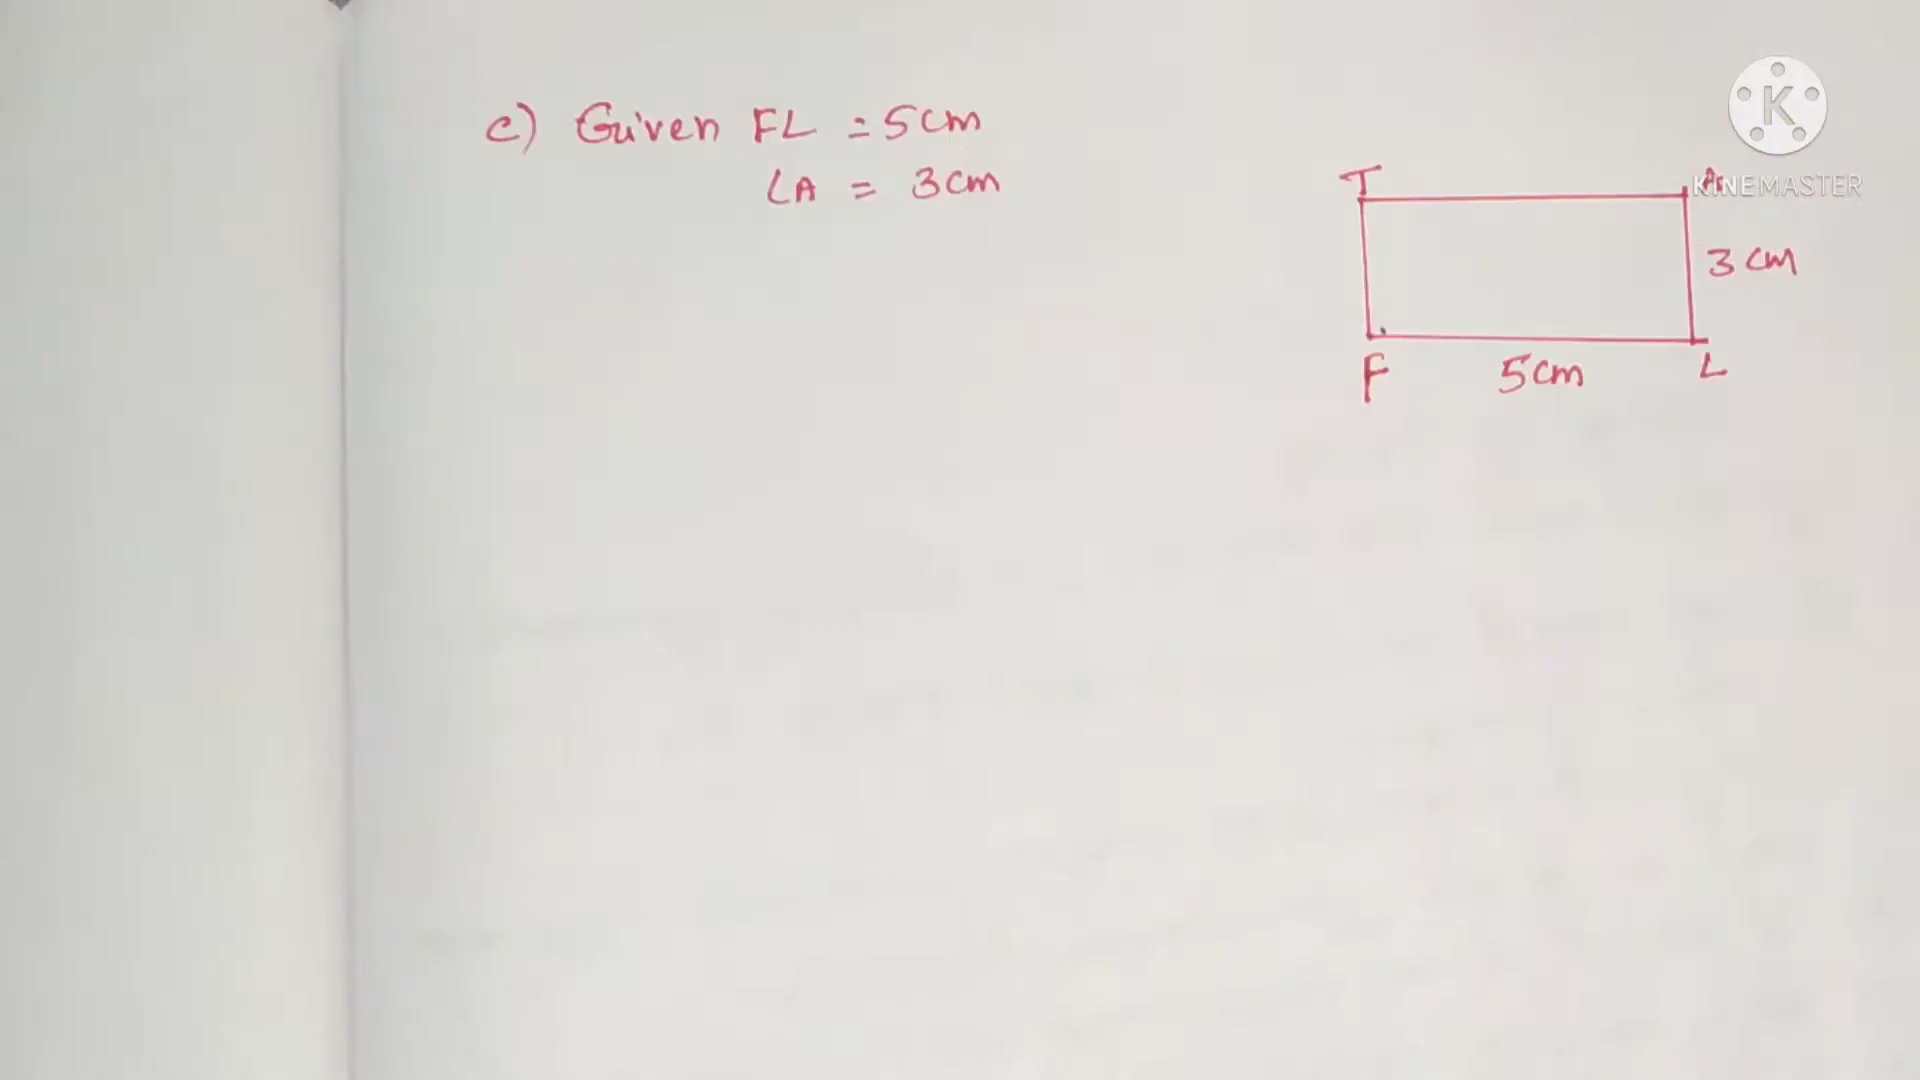 c) Given FL = 5cm
LA = 3cm
K
KINEMASTER
T A
3 cm
F 5cm L